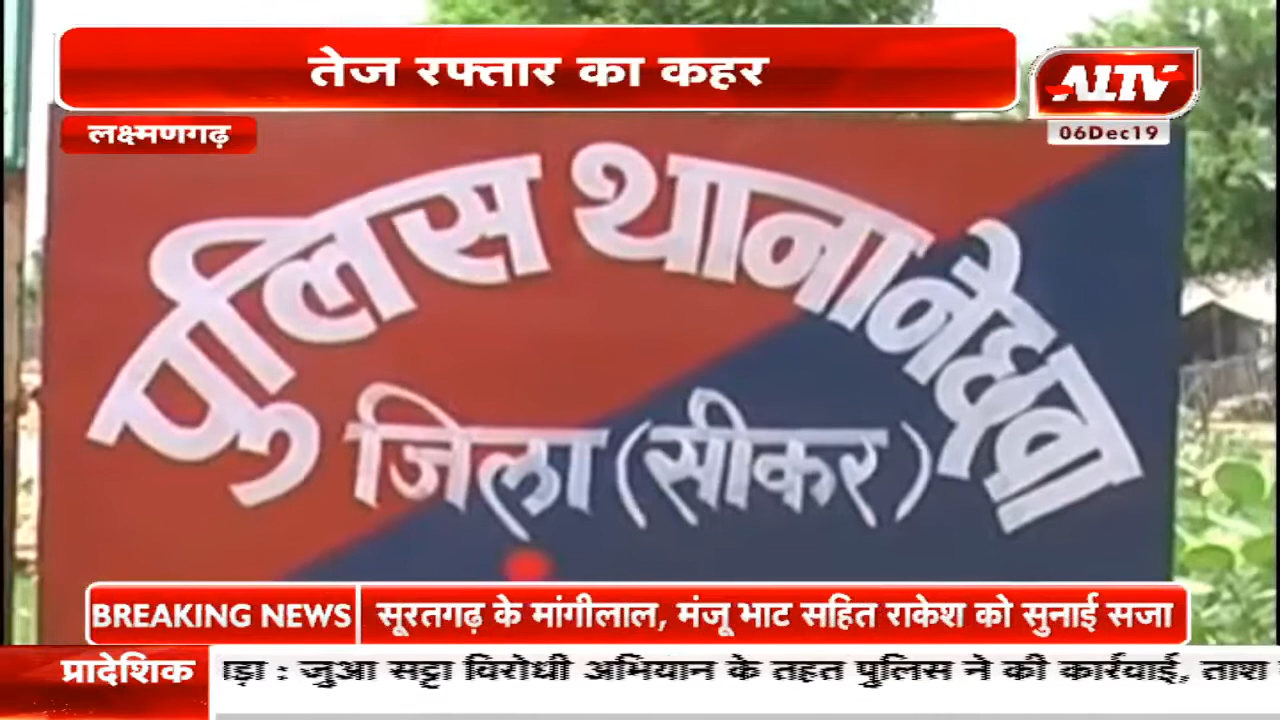 तेज रफ्तार का कहर
ALTV
06Dec19
लक्ष्मणगढ़
पुलिस थाना नेछवा
जिला (सीकर)
BREAKING NEWS सूरतगढ़ के मांगीलाल, मंजू भाट सहित राकेश को सुनाई सजा
प्रादेशिक ड़ा : जुआ सट्टा विरोधी अभियान के तहत पुलिस ने की कार्रवाई, ताश